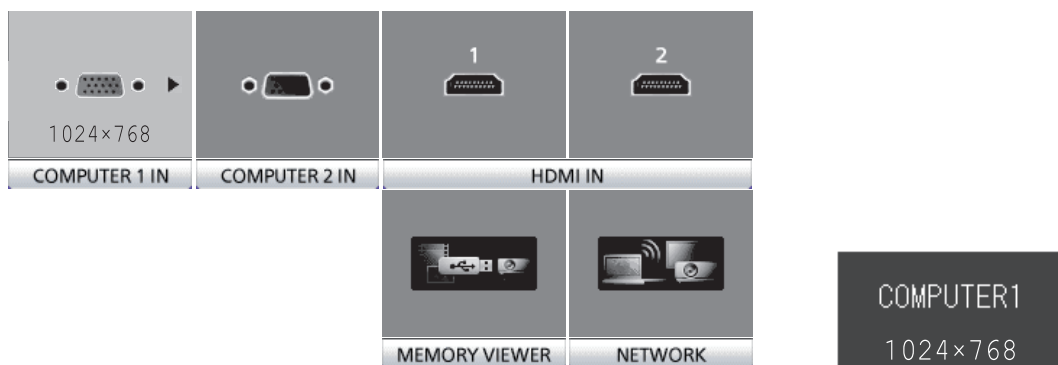 1
2
1024×768
COMPUTER 1 IN
COMPUTER 2 IN
HDMI IN
MEMORY VIEWER
NETWORK
COMPUTER1
1024×768